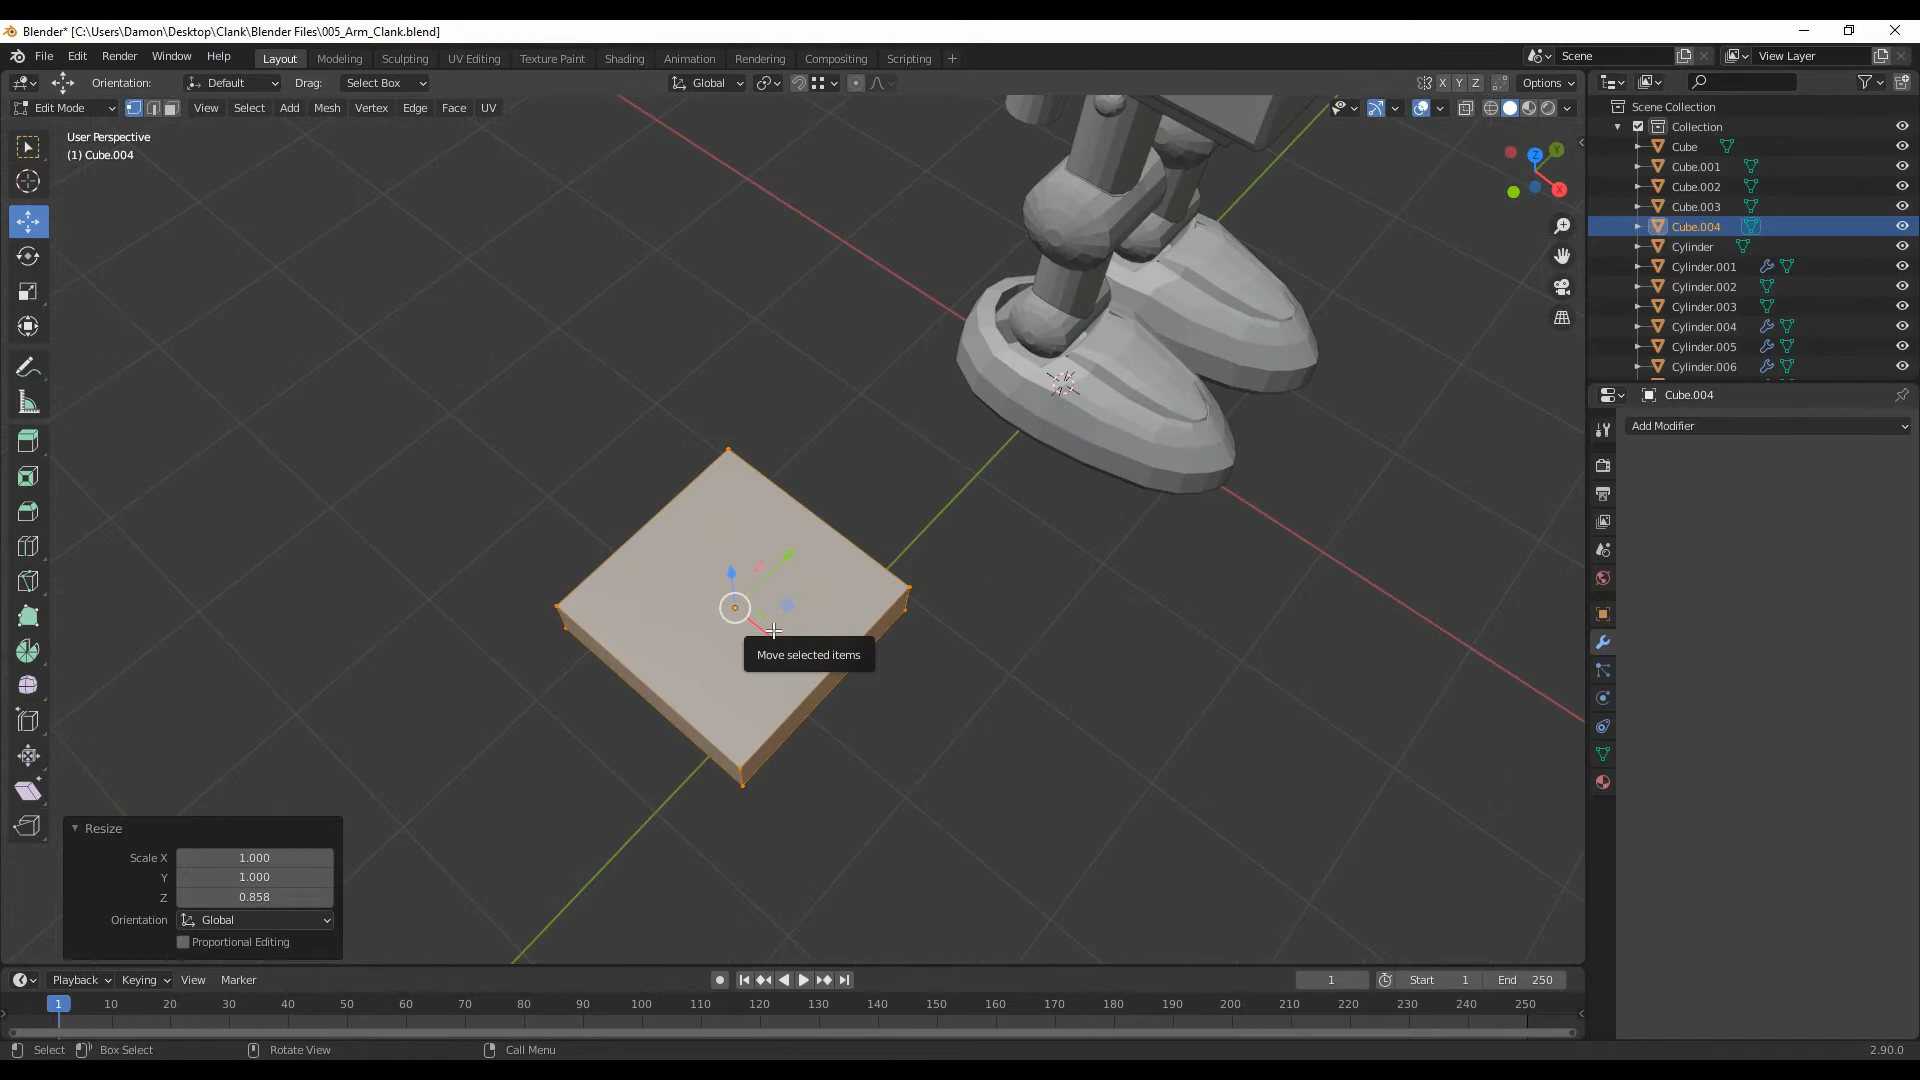 Blender* [C:\Users\Damon\Desktop\Clank\Blender Files\005_Arm_Clank.blend]
File Edit Render Window Help Layout Modeling Sculpting UV Editing Texture Paint Shading Animation Rendering Compositing Scripting + Scene View Layer
Orientation: Default Drag: Select Box Global X Y Z Options
Edit Mode View Select Add Mesh Vertex Edge Face UV
User Perspective
(1) Cube.004
Z
Y
X
Scene Collection
Collection
Cube
Cube.001
Cube.002
Cube.003
Cube.004
Cylinder
Cylinder.001
Cylinder.002
Cylinder.003
Cylinder.004
Cylinder.005
Cylinder.006
Cube.004
Add Modifier
Move selected items
Resize
Scale X 1.000
Y 1.000
Z 0.858
Orientation Global
Proportional Editing
Playback Keying View Marker 1 Start 1 End 250
1 10 20 30 40 50 60 70 80 90 100 110 120 130 140 150 160 170 180 190 200 210 220 230 240 250
Select Box Select Rotate View Call Menu 2.90.0